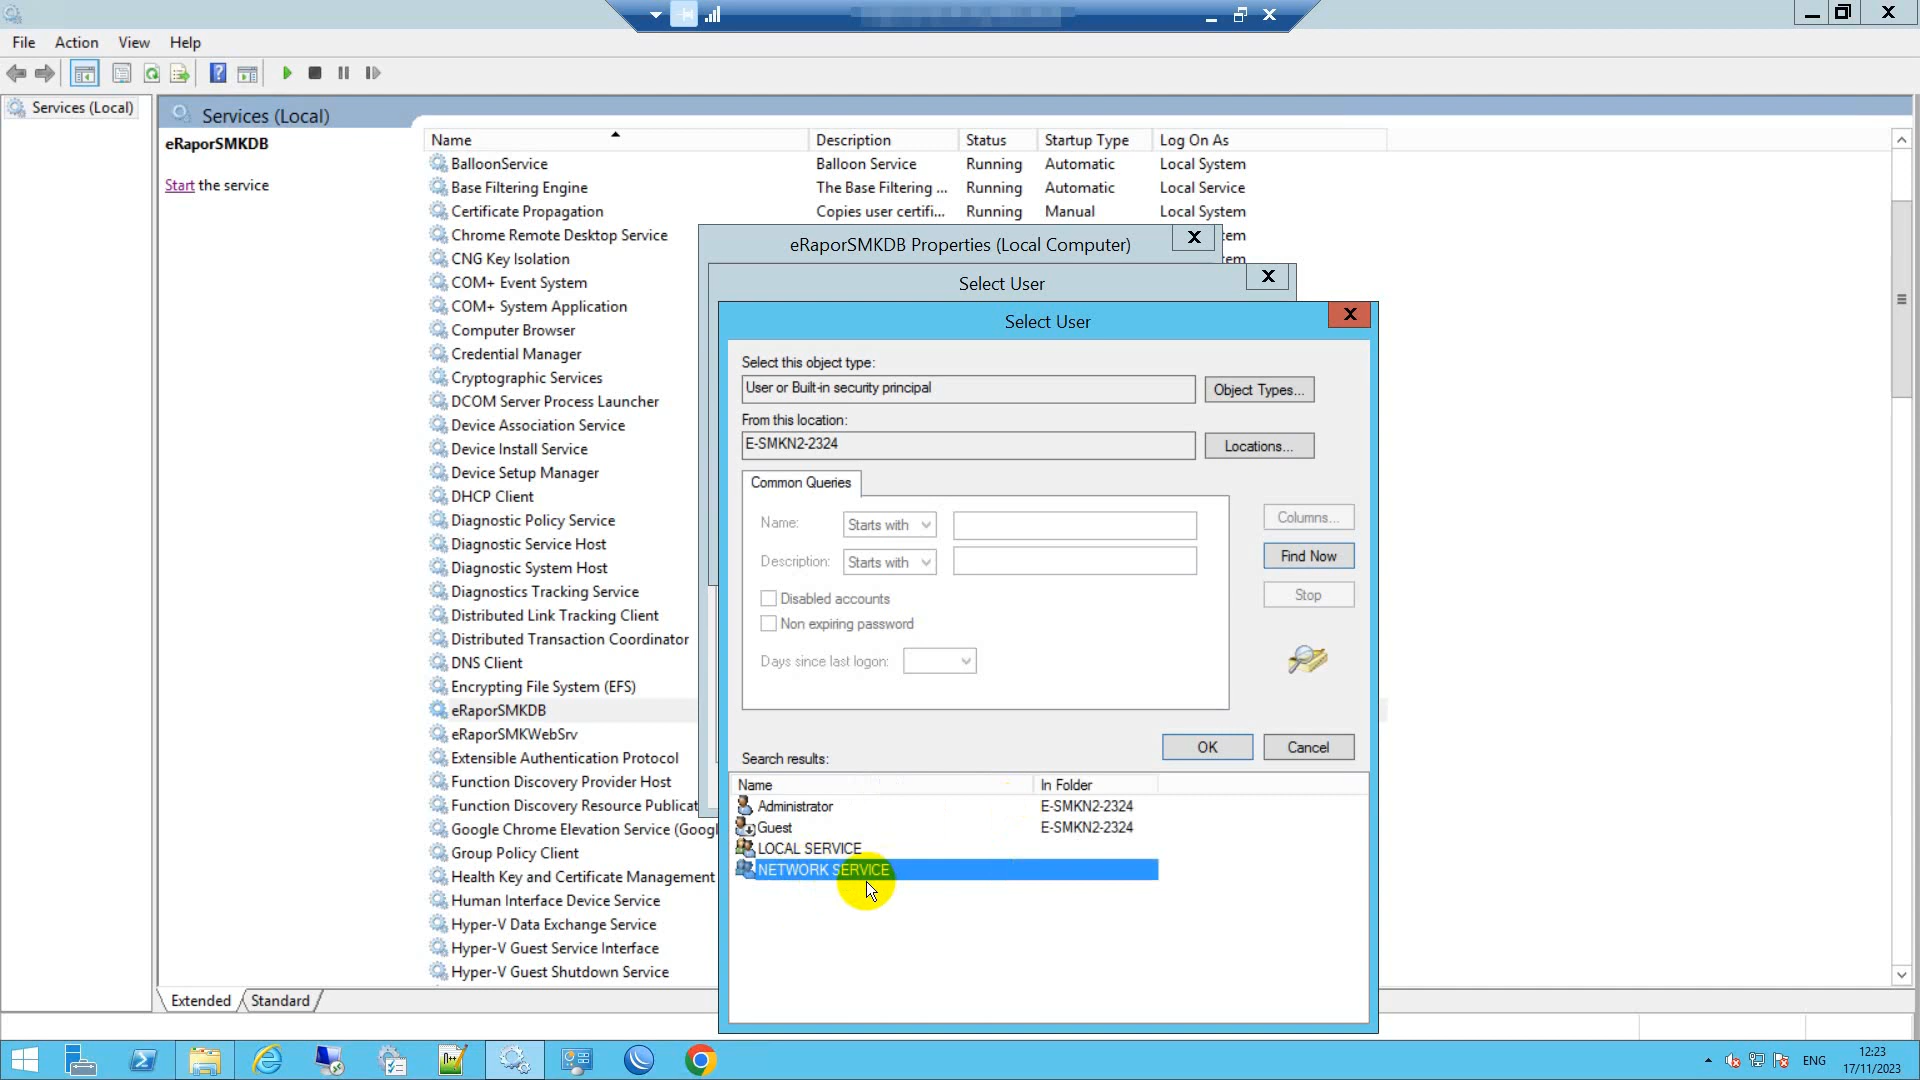 File Action View Help
Services (Local)
Services (Local)
eRaporSMKDB
Start the service
Name Description Status Startup Type Log On As
BalloonService Balloon Service Running Automatic Local System
Base Filtering Engine The Base Filtering ... Running Automatic Local Service
Certificate Propagation Copies user certifi... Running Manual Local System
Chrome Remote Desktop Service
CNG Key Isolation
COM+ Event System
COM+ System Application
Computer Browser
Credential Manager
Cryptographic Services
DCOM Server Process Launcher
Device Association Service
Device Install Service
Device Setup Manager
DHCP Client
Diagnostic Policy Service
Diagnostic Service Host
Diagnostic System Host
Diagnostics Tracking Service
Distributed Link Tracking Client
Distributed Transaction Coordinator
DNS Client
Encrypting File System (EFS)
eRaporSMKDB
eRaporSMKWebSrv
Extensible Authentication Protocol
Function Discovery Provider Host
Function Discovery Resource Publicat
Google Chrome Elevation Service (Googl
Group Policy Client
Health Key and Certificate Management
Human Interface Device Service
Hyper-V Data Exchange Service
Hyper-V Guest Service Interface
Hyper-V Guest Shutdown Service
Extended Standard
eRaporSMKDB Properties (Local Computer)
em
em
Select User
Select User
Select this object type:
User or Built-in security principal Object Types...
From this location:
E-SMKN2-2324 Locations...
Common Queries
Name: Starts with
Description: Starts with
Disabled accounts
Non expiring password
Days since last logon:
Columns...
Find Now
Stop
OK Cancel
Search results:
Name In Folder
Administrator E-SMKN2-2324
Guest E-SMKN2-2324
LOCAL SERVICE
NETWORK SERVICE
ENG
12:23
17/11/2023